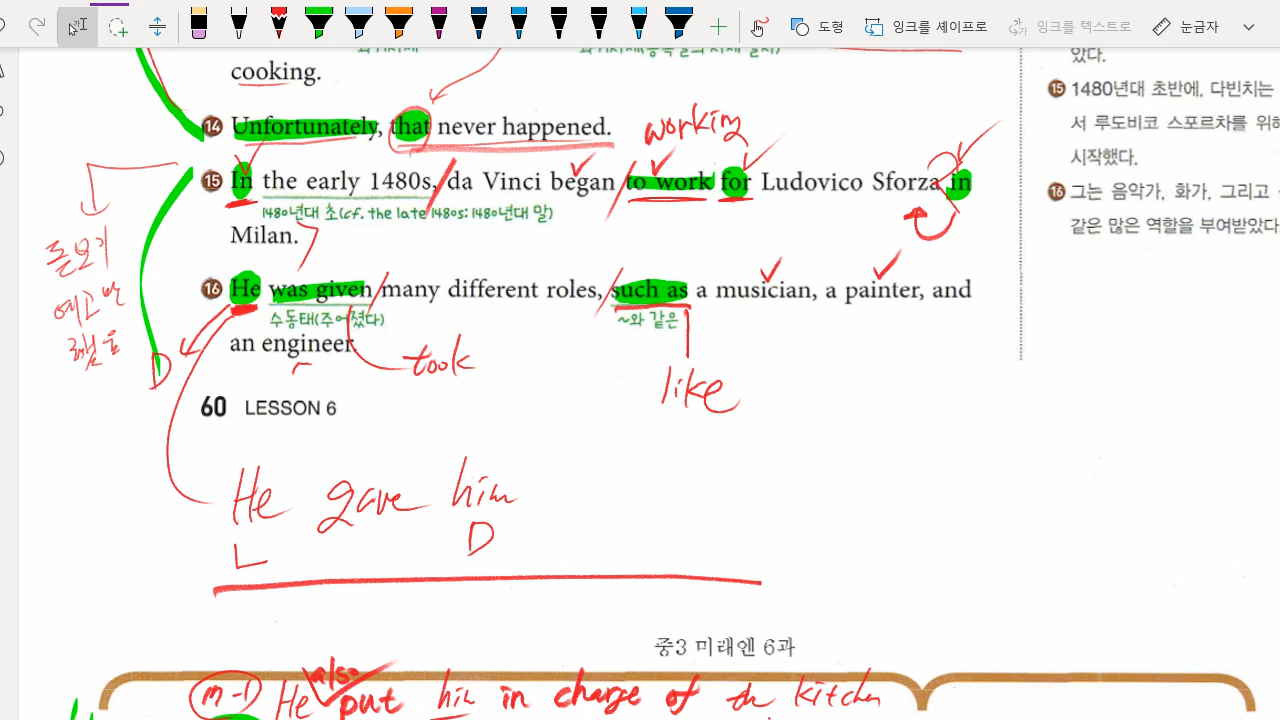 도형 잉크를 셰이프로 잉크를 텍스트로 눈금자
cooking.
았다.
14 Unfortunately, that never happened.
working
15 In the early 1480s, da Vinci began to work for Ludovico Sforza in
1480년대 초(cf. the late 1480s: 1480년대 말)
Milan.
15 1480년대 초반에, 다빈치는
서 루도비코 스포르차를 위해
시작했다.
16 He was given many different roles, such as a musician, a painter, and
수동태(주어졌다)
~와 같은
an engineer.
16 그는 음악가, 화가, 그리고
같은 많은 역할을 부여받았다.
took
like
D
60 LESSON 6
He gave him
L D
중3 미래엔 6과
also
m-1 He put him in charge of the kitchen